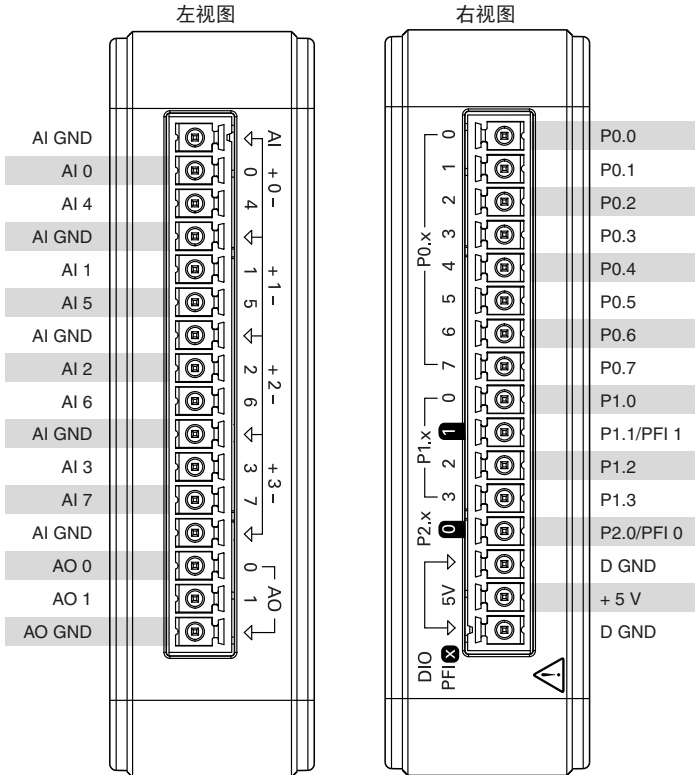 左视图
AI GND
AI 0
AI 4
AI GND
AI 1
AI 5
AI GND
AI 2
AI 6
AI GND
AI 3
AI 7
AI GND
AO 0
AO 1
AO GND
AI
0
4
1
5
2
6
3
7
+ 0 -
+ 1 -
+ 2 -
+ 3 -
0
1
AO
右视图
P0.x
0
1
2
3
4
5
6
7
P1.x
0
1
2
3
P2.x
0
5V
DIO
PFI x
P0.0
P0.1
P0.2
P0.3
P0.4
P0.5
P0.6
P0.7
P1.0
P1.1/PFI 1
P1.2
P1.3
P2.0/PFI 0
D GND
+ 5 V
D GND